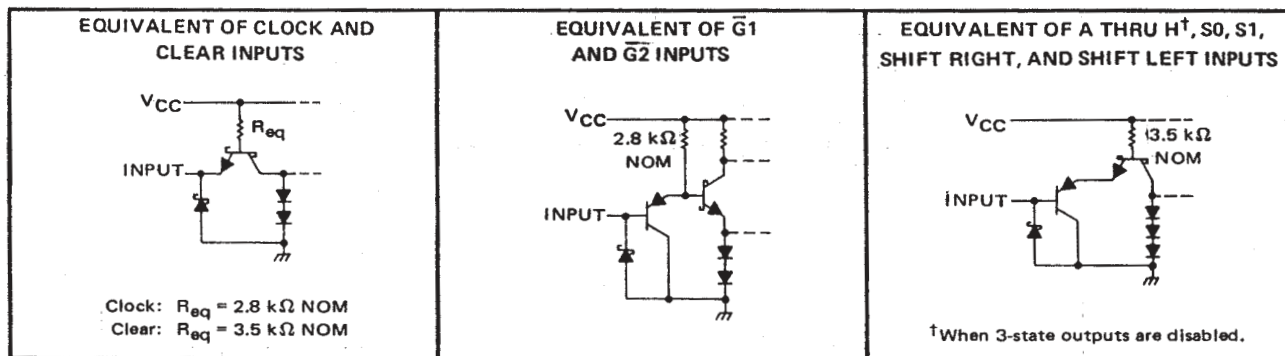 EQUIVALENT OF CLOCK AND
CLEAR INPUTS
VCC
Req
INPUT
Clock: Req = 2.8 kΩ NOM
Clear: Req = 3.5 kΩ NOM
EQUIVALENT OF G̅1
AND G̅2̅ INPUTS
VCC
2.8 kΩ
NOM
INPUT
EQUIVALENT OF A THRU H†, S0, S1,
SHIFT RIGHT, AND SHIFT LEFT INPUTS
VCC
3.5 kΩ
NOM
INPUT
†When 3-state outputs are disabled.